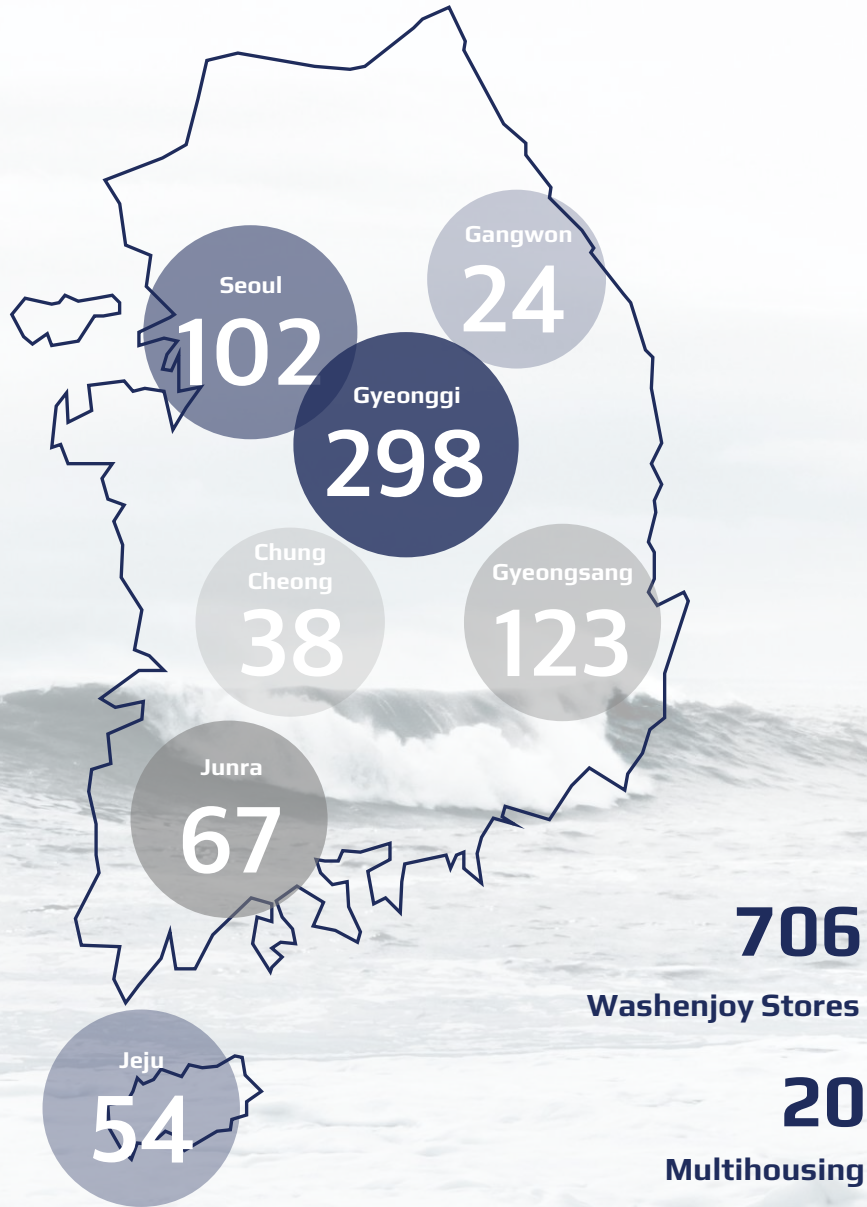 Gangwon
24
Seoul
102
Gyeonggi
298
Chung
Cheong
38
Gyeongsang
123
Junra
67
706
Washenjoy Stores
Jeju
54
20
Multihousing